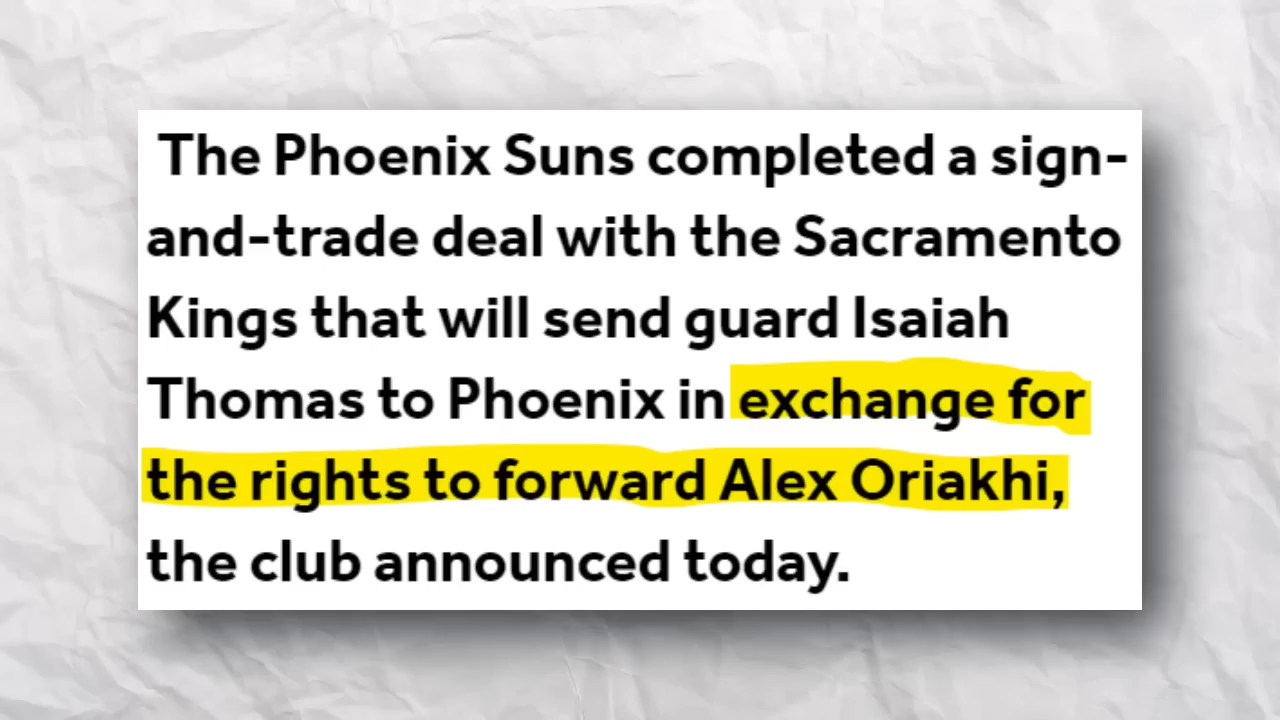 The Phoenix Suns completed a sign-
and-trade deal with the Sacramento
Kings that will send guard Isaiah
Thomas to Phoenix in exchange for
the rights to forward Alex Oriakhi,
the club announced today.